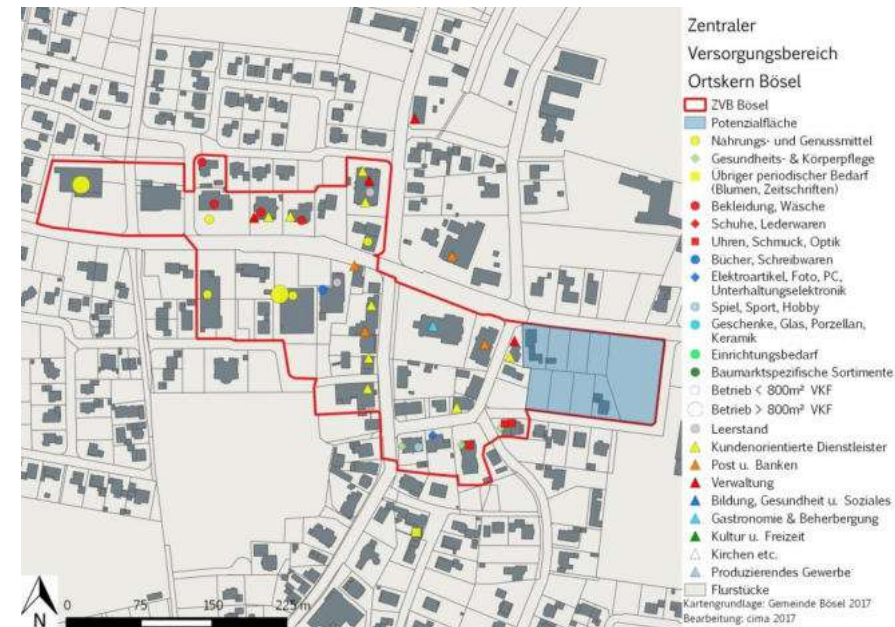 Zentraler
Versorgungsbereich
Ortskern Bösel
ZVB Bösel
Potenzialfläche
Nahrungs- und Genussmittel
Gesundheits- & Körperpflege
Übriger periodischer Bedarf
(Blumen, Zeitschriften)
Bekleidung, Wäsche
Schuhe, Lederwaren
Uhren, Schmuck, Optik
Bücher, Schreibwaren
Elektroartikel, Foto, PC,
Unterhaltungselektronik
Spiel, Sport, Hobby
Geschenke, Glas, Porzellan,
Keramik
Einrichtungsbedarf
Baumarktspezifische Sortimente
Betrieb < 800m² VKF
Betrieb > 800m² VKF
Leerstand
Kundenorientierte Dienstleister
Post u. Banken
Verwaltung
Bildung, Gesundheit u. Soziales
Gastronomie & Beherbergung
Kultur u. Freizeit
Kirchen etc.
Produzierendes Gewerbe
Flurstücke
Kartengrundlage: Gemeinde Bösel 2017
Bearbeitung: cima 2017
0 75 150 225 m
N